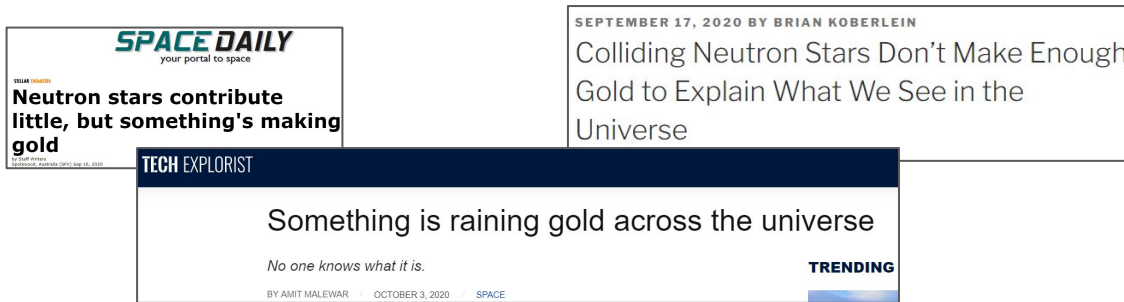 SPACE DAILY
your portal to space
STELLAR CHEMISTRY
Neutron stars contribute
little, but something's making
gold
by Staff Writers
Spotswood, Australia (SPX) Sep 16, 2020
SEPTEMBER 17, 2020 BY BRIAN KOBERLEIN
Colliding Neutron Stars Don't Make Enough
Gold to Explain What We See in the
Universe
TECH EXPLORIST
Something is raining gold across the universe
No one knows what it is.
TRENDING
BY AMIT MALEWAR / OCTOBER 3, 2020 / SPACE